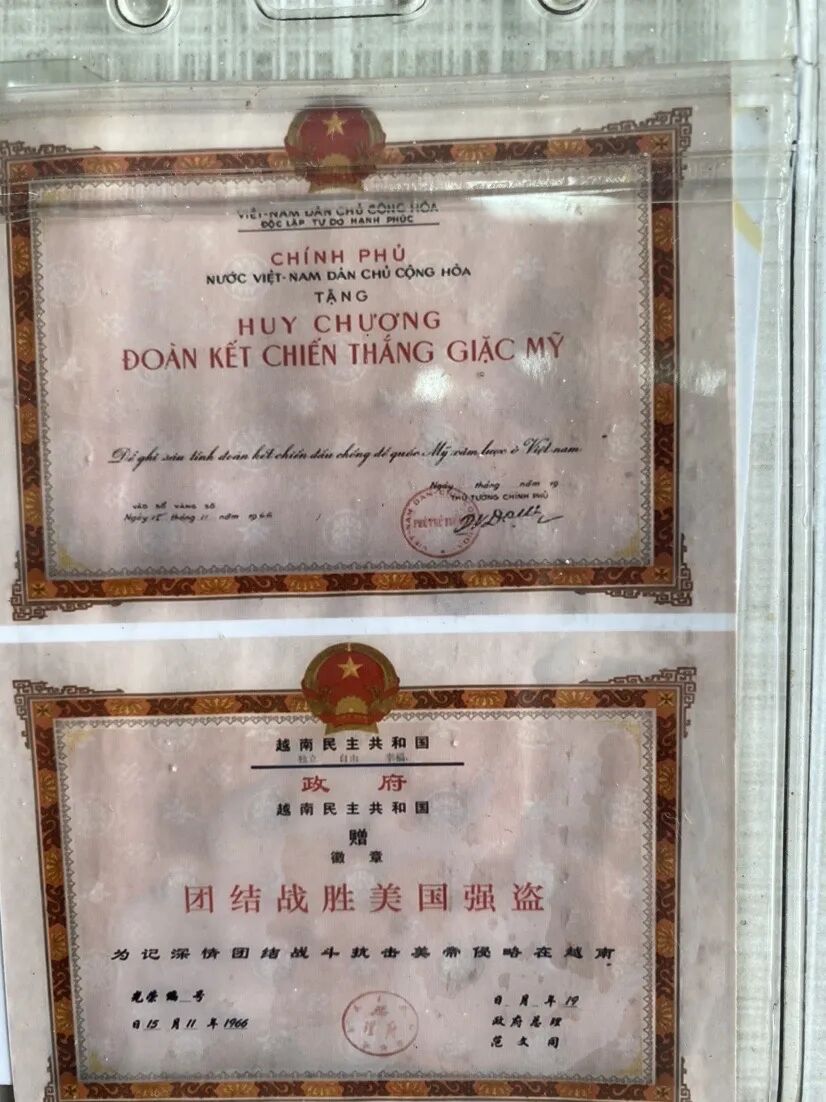 VIỆT-NAM DÂN CHỦ CỘNG HÒA
ĐỘC LẬP TỰ DO HẠNH PHÚC
CHÍNH PHỦ
NƯỚC VIỆT-NAM DÂN CHỦ CỘNG HÒA
TẶNG
HUY CHƯƠNG
ĐOÀN KẾT CHIẾN THẮNG GIẶC MỸ
Để ghi sâu tình đoàn kết chiến đấu chống đế quốc Mỹ xâm lược ở Việt-nam
Ngày tháng năm 19
THỦ TƯỚNG CHÍNH PHỦ
VÀO SỔ VÀNG SỐ
Ngày 15 tháng 11 năm 1966
越南民主共和国
独立 自由 幸福
政府
越南民主共和国
赠
徽章
团结战胜美国强盗
为记深情团结战斗抗击美帝侵略在越南
光荣编号
日 15 月 11 年 1966
日 月 年 19
政府总理
范文同